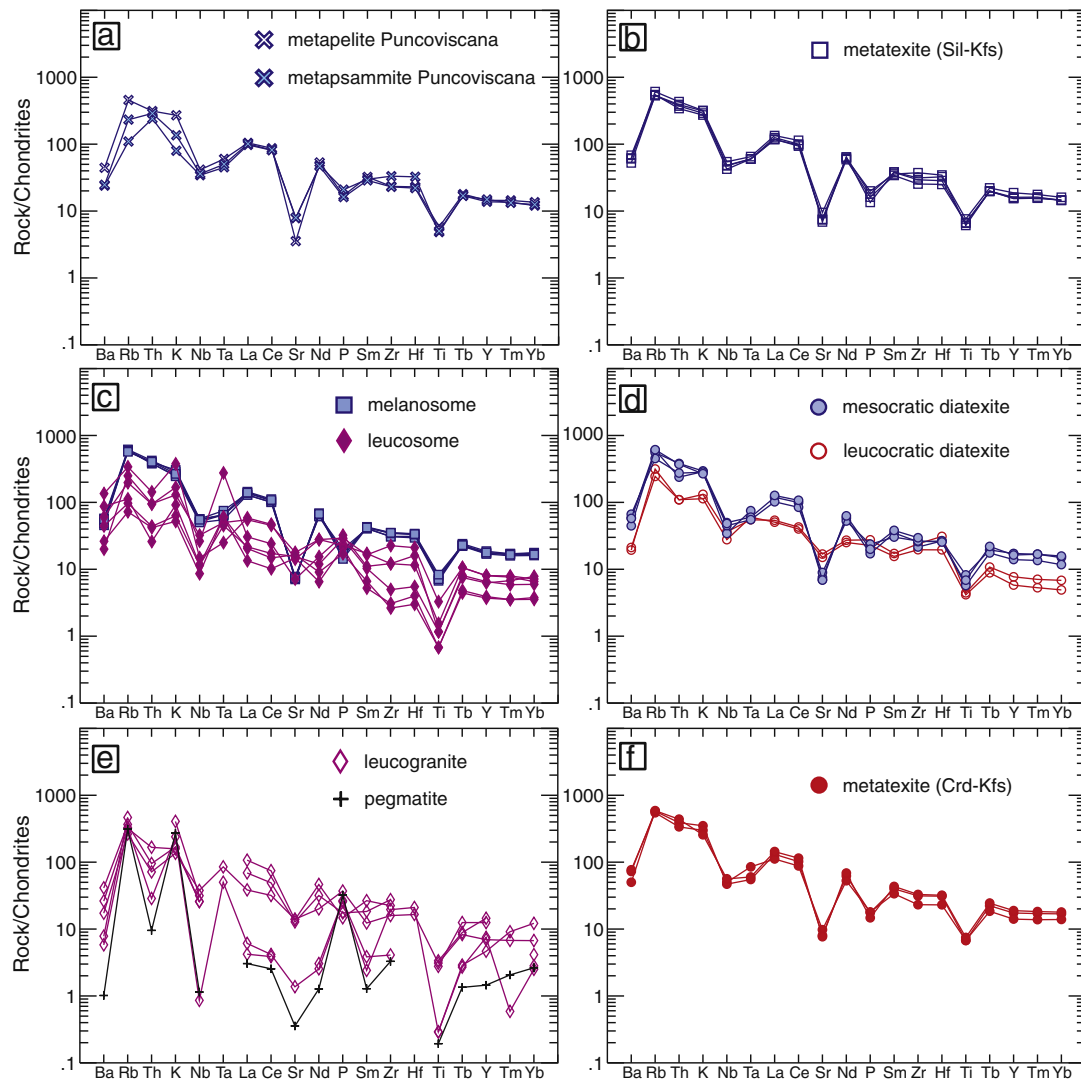 a
metapelite Puncoviscana
metapsammite Puncoviscana
Rock/Chondrites
1000
100
10
1
.1
Ba Rb Th K Nb Ta La Ce Sr Nd P Sm Zr Hf Ti Tb Y Tm Yb
b
metatexite (Sil-Kfs)
1000
100
10
1
.1
Ba Rb Th K Nb Ta La Ce Sr Nd P Sm Zr Hf Ti Tb Y Tm Yb
c
melanosome
leucosome
Rock/Chondrites
1000
100
10
1
.1
Ba Rb Th K Nb Ta La Ce Sr Nd P Sm Zr Hf Ti Tb Y Tm Yb
d
mesocratic diatexite
leucocratic diatexite
1000
100
10
1
.1
Ba Rb Th K Nb Ta La Ce Sr Nd P Sm Zr Hf Ti Tb Y Tm Yb
e
leucogranite
pegmatite
Rock/Chondrites
1000
100
10
1
.1
Ba Rb Th K Nb Ta La Ce Sr Nd P Sm Zr Hf Ti Tb Y Tm Yb
f
metatexite (Crd-Kfs)
1000
100
10
1
.1
Ba Rb Th K Nb Ta La Ce Sr Nd P Sm Zr Hf Ti Tb Y Tm Yb